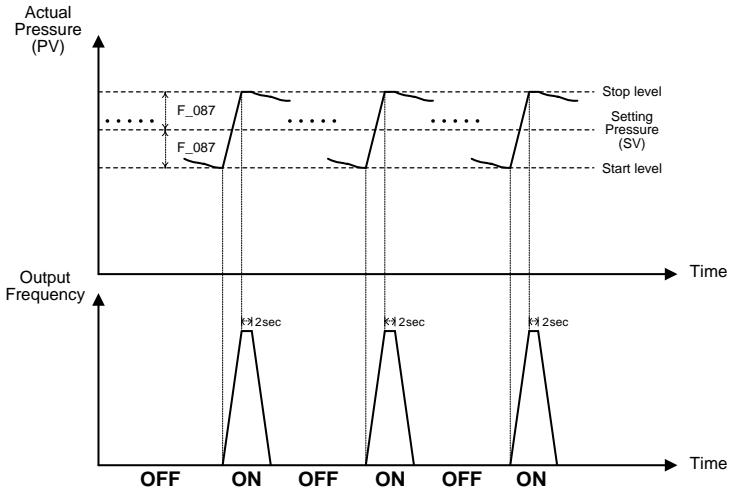 Actual
Pressure
(PV)
Stop level
F_087
Setting
Pressure
(SV)
F_087
Start level
Time
Output
Frequency
2sec 2sec 2sec
Time
OFF ON OFF ON OFF ON